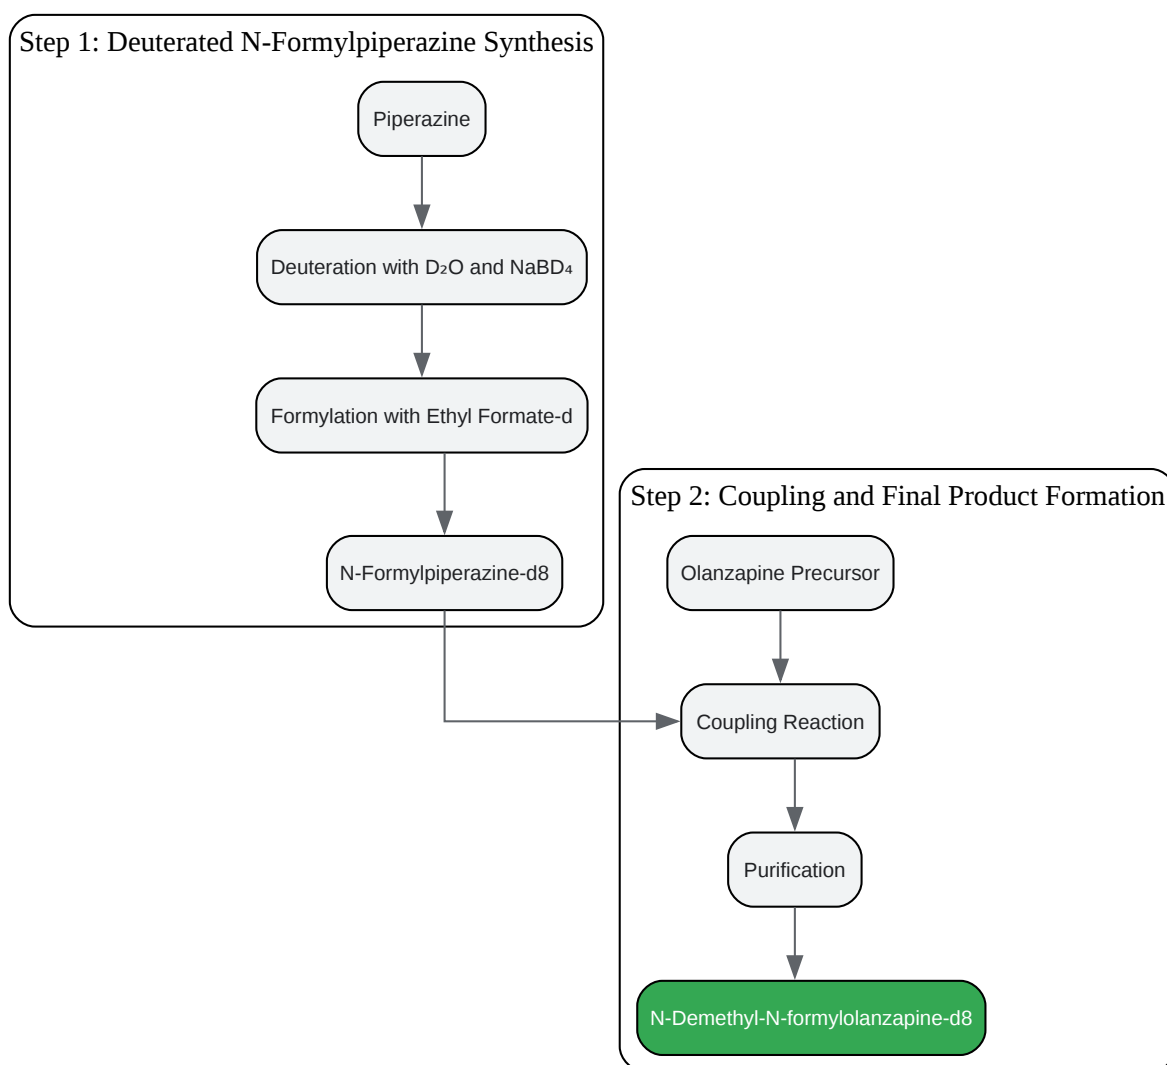 Step 1: Deuterated N-Formylpiperazine Synthesis
Piperazine
Deuteration with D₂O and NaBD₄
Formylation with Ethyl Formate-d
N-Formylpiperazine-d8
Step 2: Coupling and Final Product Formation
Olanzapine Precursor
Coupling Reaction
Purification
N-Demethyl-N-formylolanzapine-d8